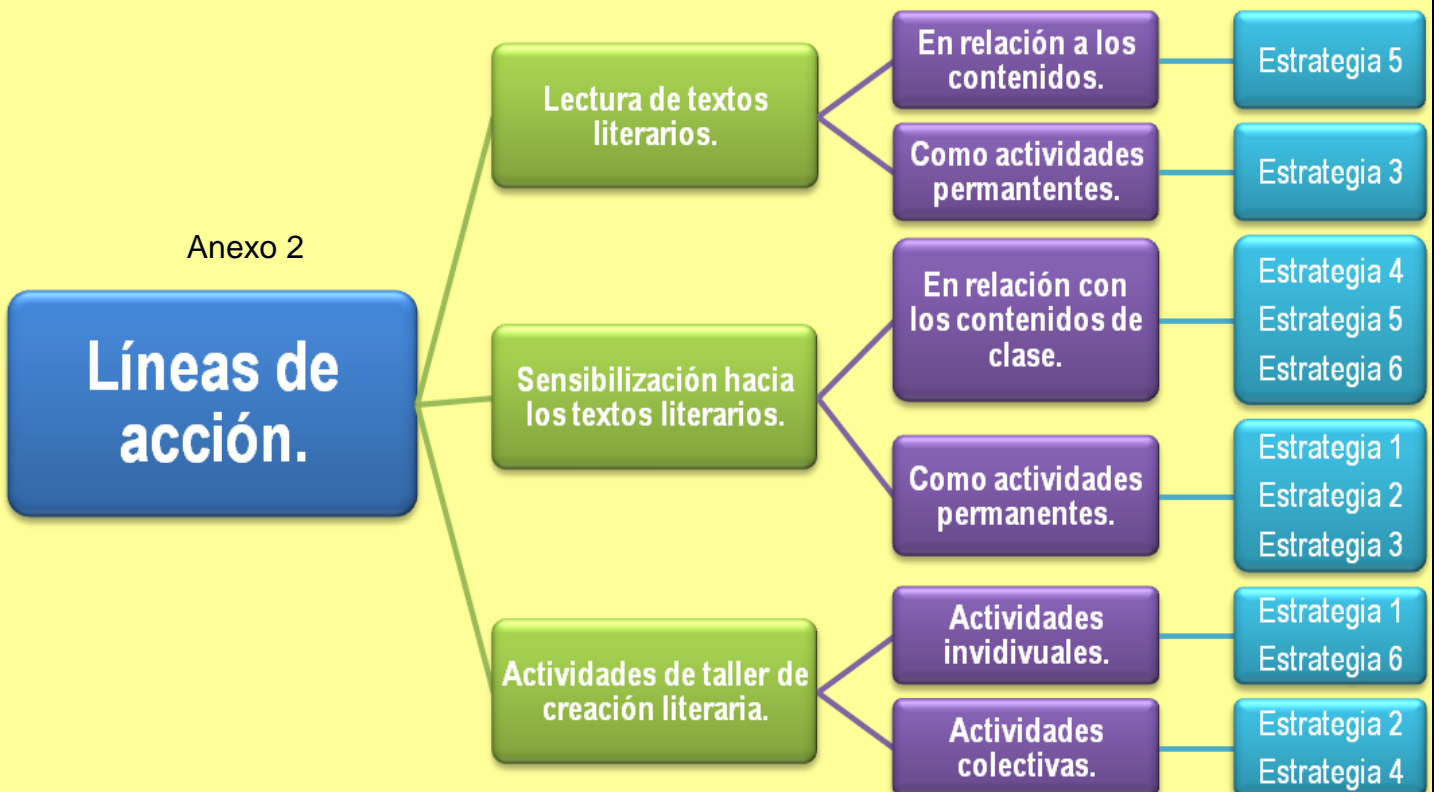 Anexo 2
Líneas de
acción.
Lectura de textos
literarios.
En relación a los
contenidos.
Estrategia 5
Como actividades
permantentes.
Estrategia 3
Sensibilización hacia
los textos literarios.
En relación con
los contenidos de
clase.
Estrategia 4
Estrategia 5
Estrategia 6
Como actividades
permanentes.
Estrategia 1
Estrategia 2
Estrategia 3
Actividades de taller de
creación literaria.
Actividades
invidivuales.
Estrategia 1
Estrategia 6
Actividades
colectivas.
Estrategia 2
Estrategia 4